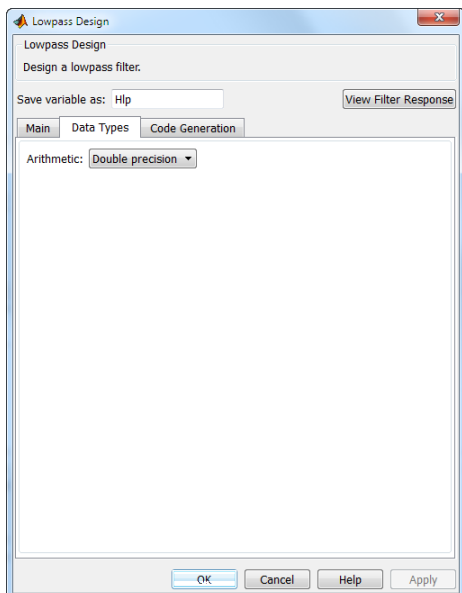 Lowpass Design
Lowpass Design
Design a lowpass filter.
Save variable as: Hlp View Filter Response
Main Data Types Code Generation
Arithmetic: Double precision
OK Cancel Help Apply